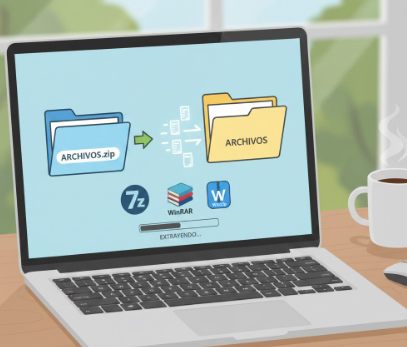 ARCHIVOS.zip
ARCHIVOS
7z
WinRAR
W
EXTRAYENDO...